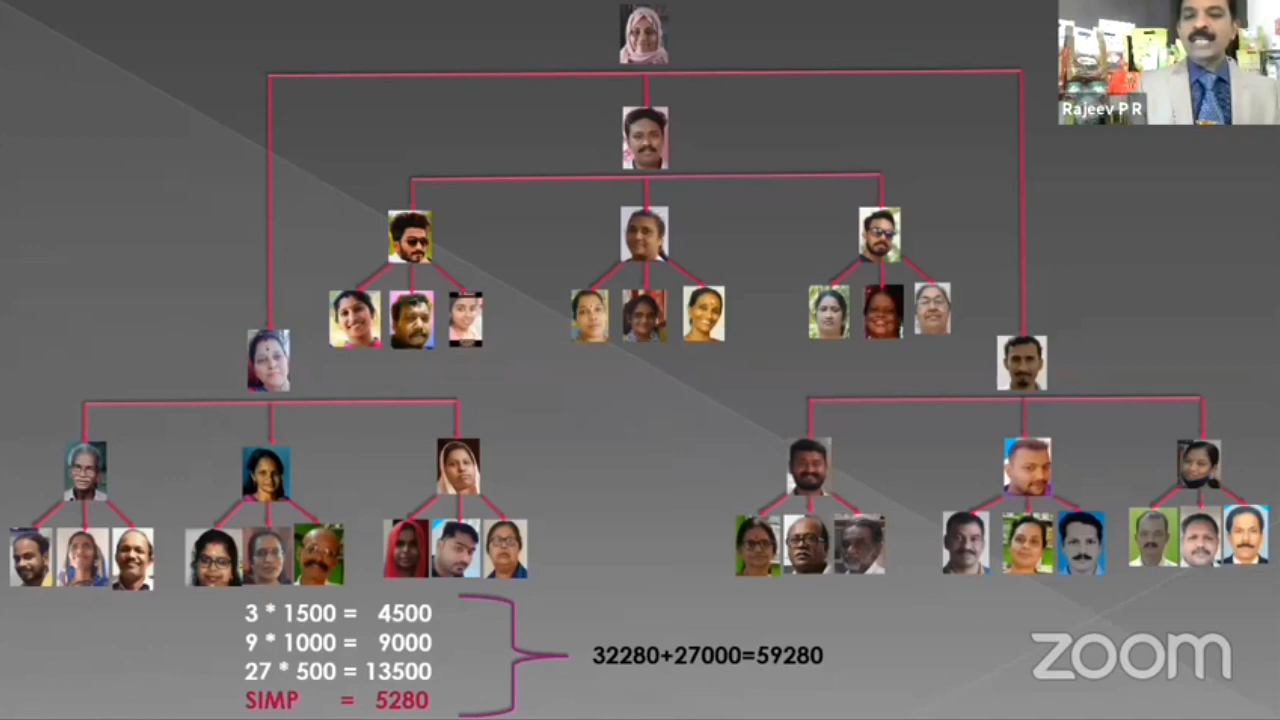 Rajeev P R
3 * 1500 = 4500
9 * 1000 = 9000
27 * 500 = 13500
SIMP = 5280
32280+27000=59280
zoom